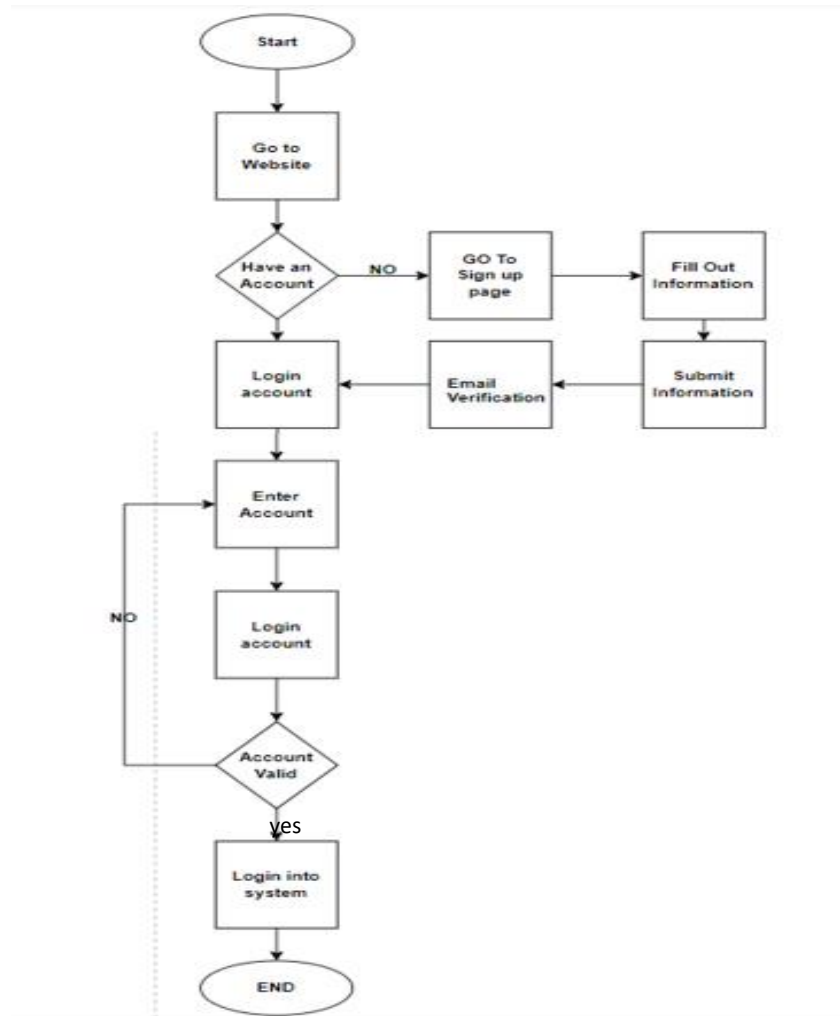 Start
Go to
Website
Have an
Account
NO
GO To
Sign up
page
Fill Out
Information
Login
account
Email
Verification
Submit
Information
Enter
Account
NO
Login
account
Account
Valid
yes
Login into
system
END